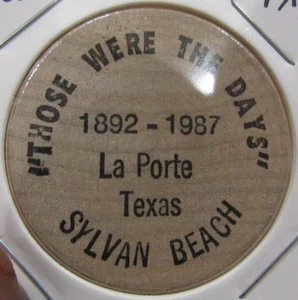 "THOSE WERE THE DAYS"
1892 - 1987
La Porte
Texas
SYLVAN BEACH